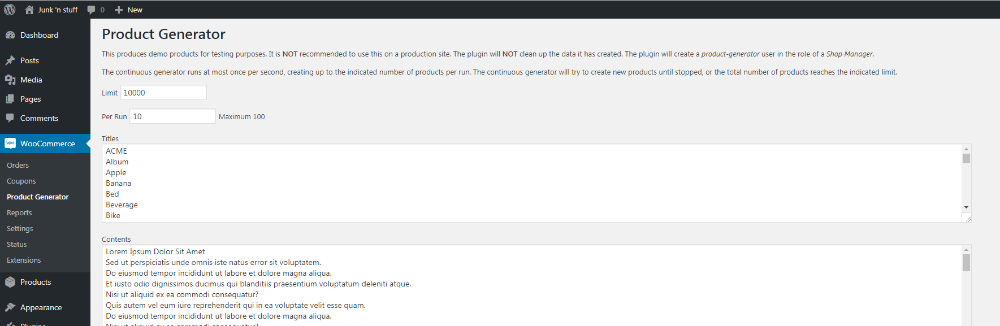 Junk 'n stuff 0 New
Dashboard
Posts
Media
Pages
Comments
WOO WooCommerce
Orders
Coupons
Product Generator
Reports
Settings
Status
Extensions
Products
Appearance
Plugins
Product Generator
This produces demo products for testing purposes. It is NOT recommended to use this on a production site. The plugin will NOT clean up the data it has created. The plugin will create a product-generator user in the role of a Shop Manager.
The continuous generator runs at most once per second, creating up to the indicated number of products per run. The continuous generator will try to create new products until stopped, or the total number of products reaches the indicated limit.
Limit 10000
Per Run 10 Maximum 100
Titles
ACME
Album
Apple
Banana
Bed
Beverage
Bike
Contents
Lorem Ipsum Dolor Sit Amet
Sed ut perspiciatis unde omnis iste natus error sit voluptatem.
Do eiusmod tempor incididunt ut labore et dolore magna aliqua.
Et iusto odio dignissimos ducimus qui blanditiis praesentium voluptatum deleniti atque.
Nisi ut aliquid ex ea commodi consequatur?
Quis autem vel eum iure reprehenderit qui in ea voluptate velit esse quam.
Do eiusmod tempor incididunt ut labore et dolore magna aliqua.
Nisi ut aliquid ex ea commodi consequatur?